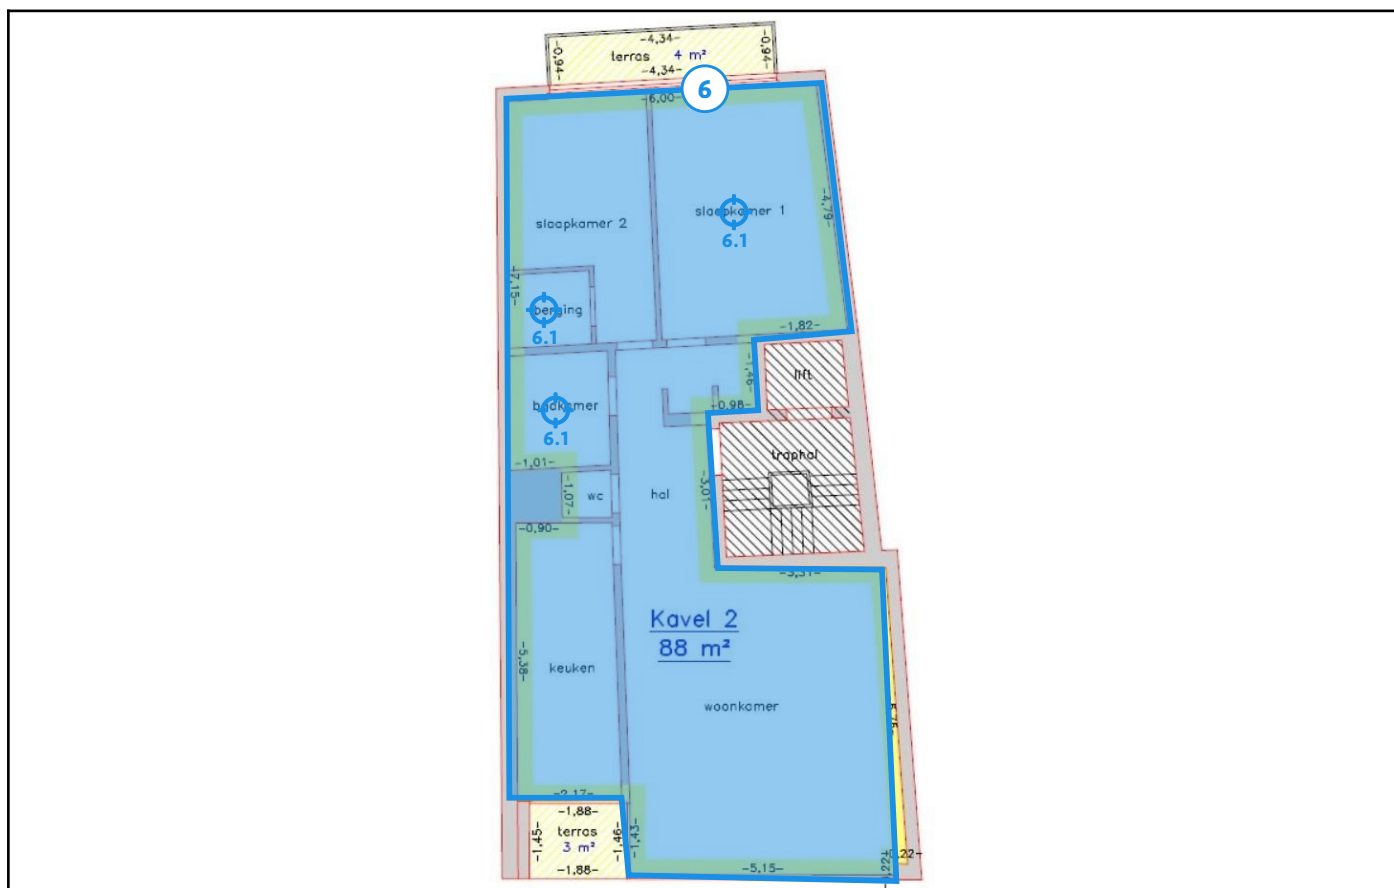 -4,34-
-0,94-
terras 4 m²
-0,94-
-4,34-
6
-6,00-
-4,79-
slaapkamer 2
slaapkamer 1
6.1
-7,15-
berging
6.1
-1,82-
-1,46-
lift
badkamer
6.1
-0,98-
traphal
-1,01-
-1,07-
wc
hal
-3,01-
-0,90-
-3,31-
Kavel 2
88 m²
-5,38-
keuken
woonkamer
-2,17-
-1,88-
-1,45-
terras
3 m²
-1,46-
-1,43-
-1,88-
-5,15-